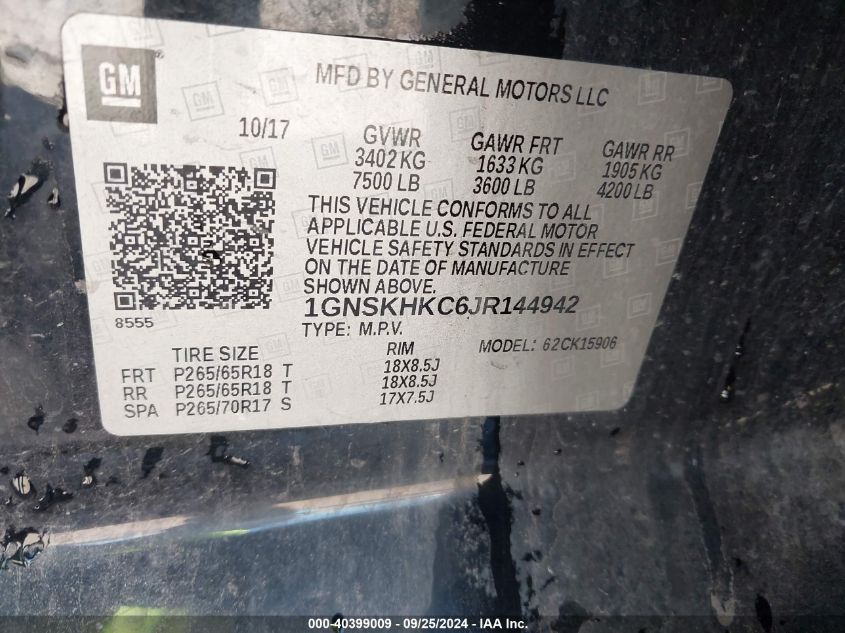 GM
MFD BY GENERAL MOTORS LLC
10/17
GVWR
3402 KG
7500 LB
GAWR FRT
1633 KG
3600 LB
GAWR RR
1905 KG
4200 LB
THIS VEHICLE CONFORMS TO ALL
APPLICABLE U.S. FEDERAL MOTOR
VEHICLE SAFETY STANDARDS IN EFFECT
ON THE DATE OF MANUFACTURE
SHOWN ABOVE.
1GNSKHKC6JR144942
8555
TYPE: M.P.V.
MODEL: 62CK15906
TIRE SIZE RIM
FRT P265/65R18 T 18X8.5J
RR P265/65R18 T 18X8.5J
SPA P265/70R17 S 17X7.5J
000-40399009 - 09/25/2024 - IAA Inc.